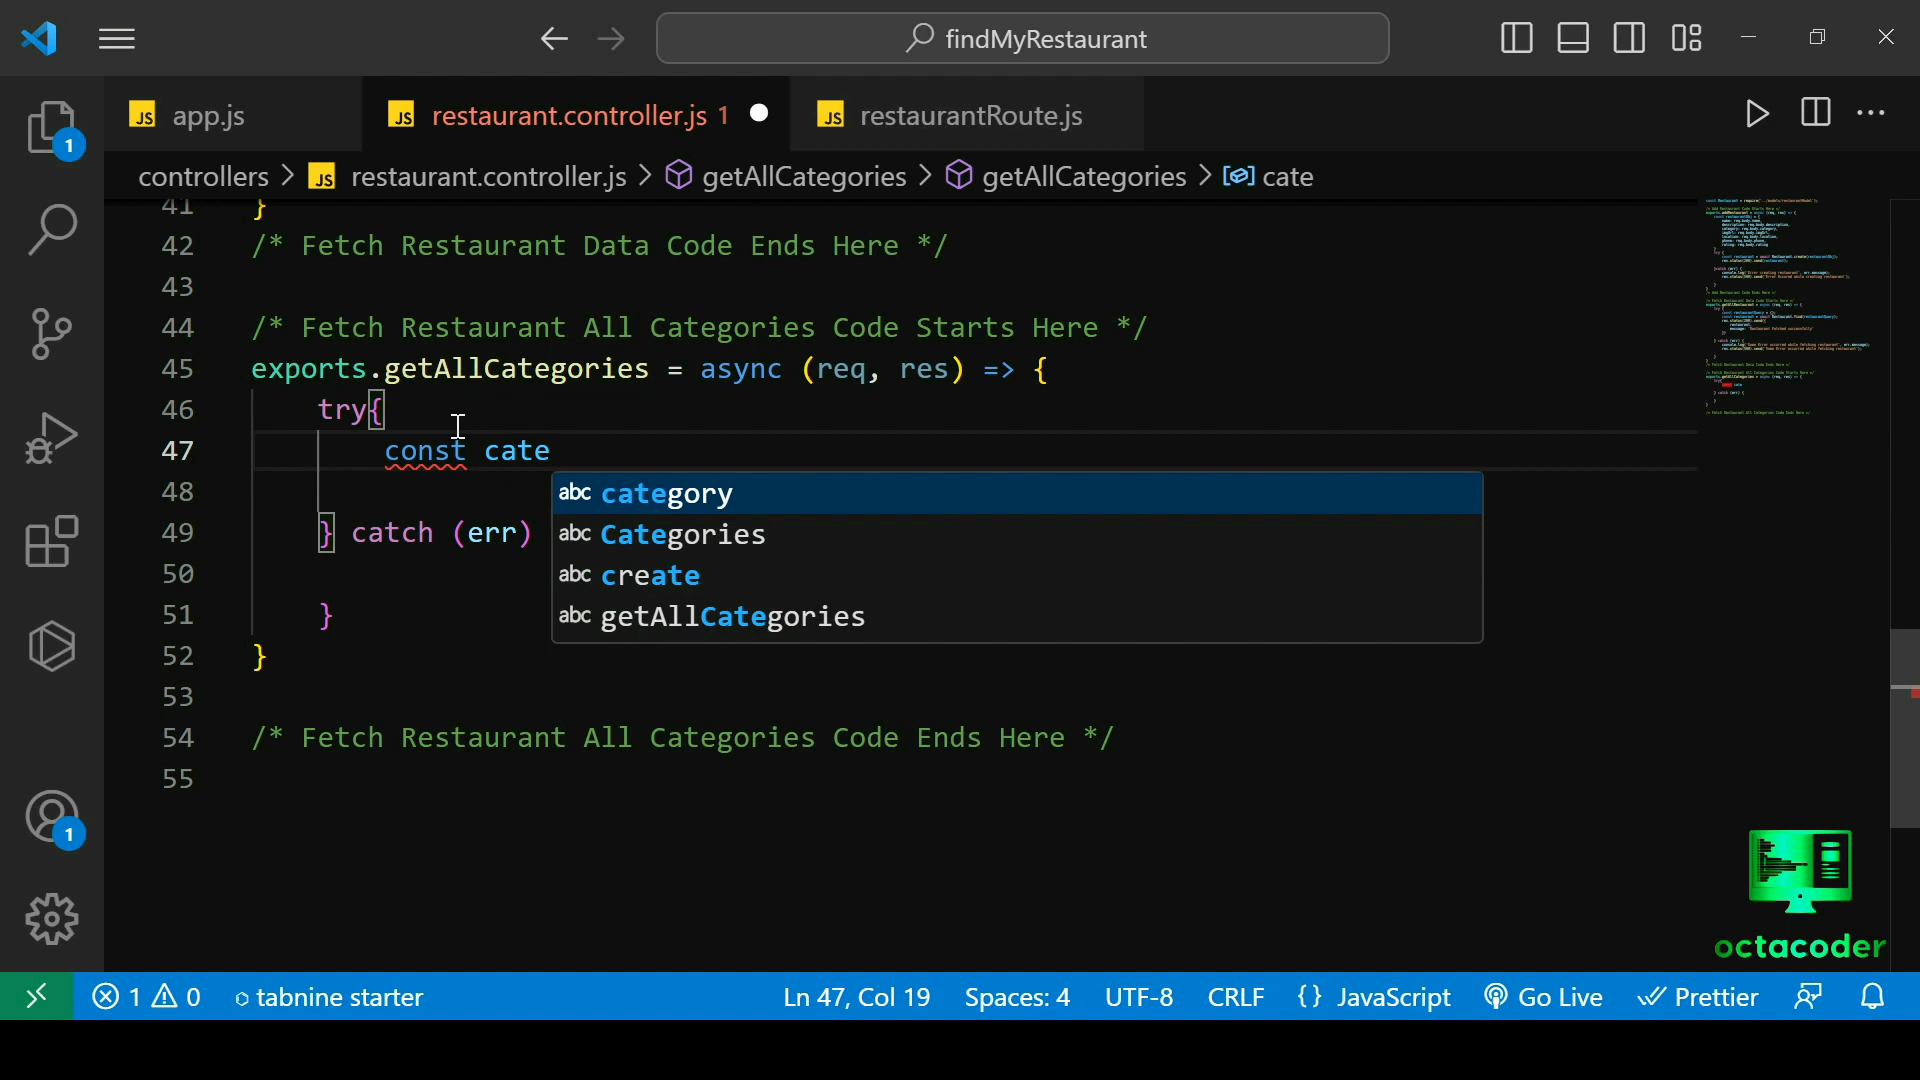 findMyRestaurant
JS app.js
JS restaurant.controller.js 1
JS restaurantRoute.js
controllers > JS restaurant.controller.js > getAllCategories > getAllCategories > cate
41 }
42 /* Fetch Restaurant Data Code Ends Here */
43
44 /* Fetch Restaurant All Categories Code Starts Here */
45 exports.getAllCategories = async (req, res) => {
46 try{
47 const cate
48
49 } catch (err)
50
51 }
52 }
53
54 /* Fetch Restaurant All Categories Code Ends Here */
55
abc category
abc Categories
abc create
abc getAllCategories
1
1
octacoder
1 0 tabnine starter Ln 47, Col 19 Spaces: 4 UTF-8 CRLF {} JavaScript Go Live Prettier